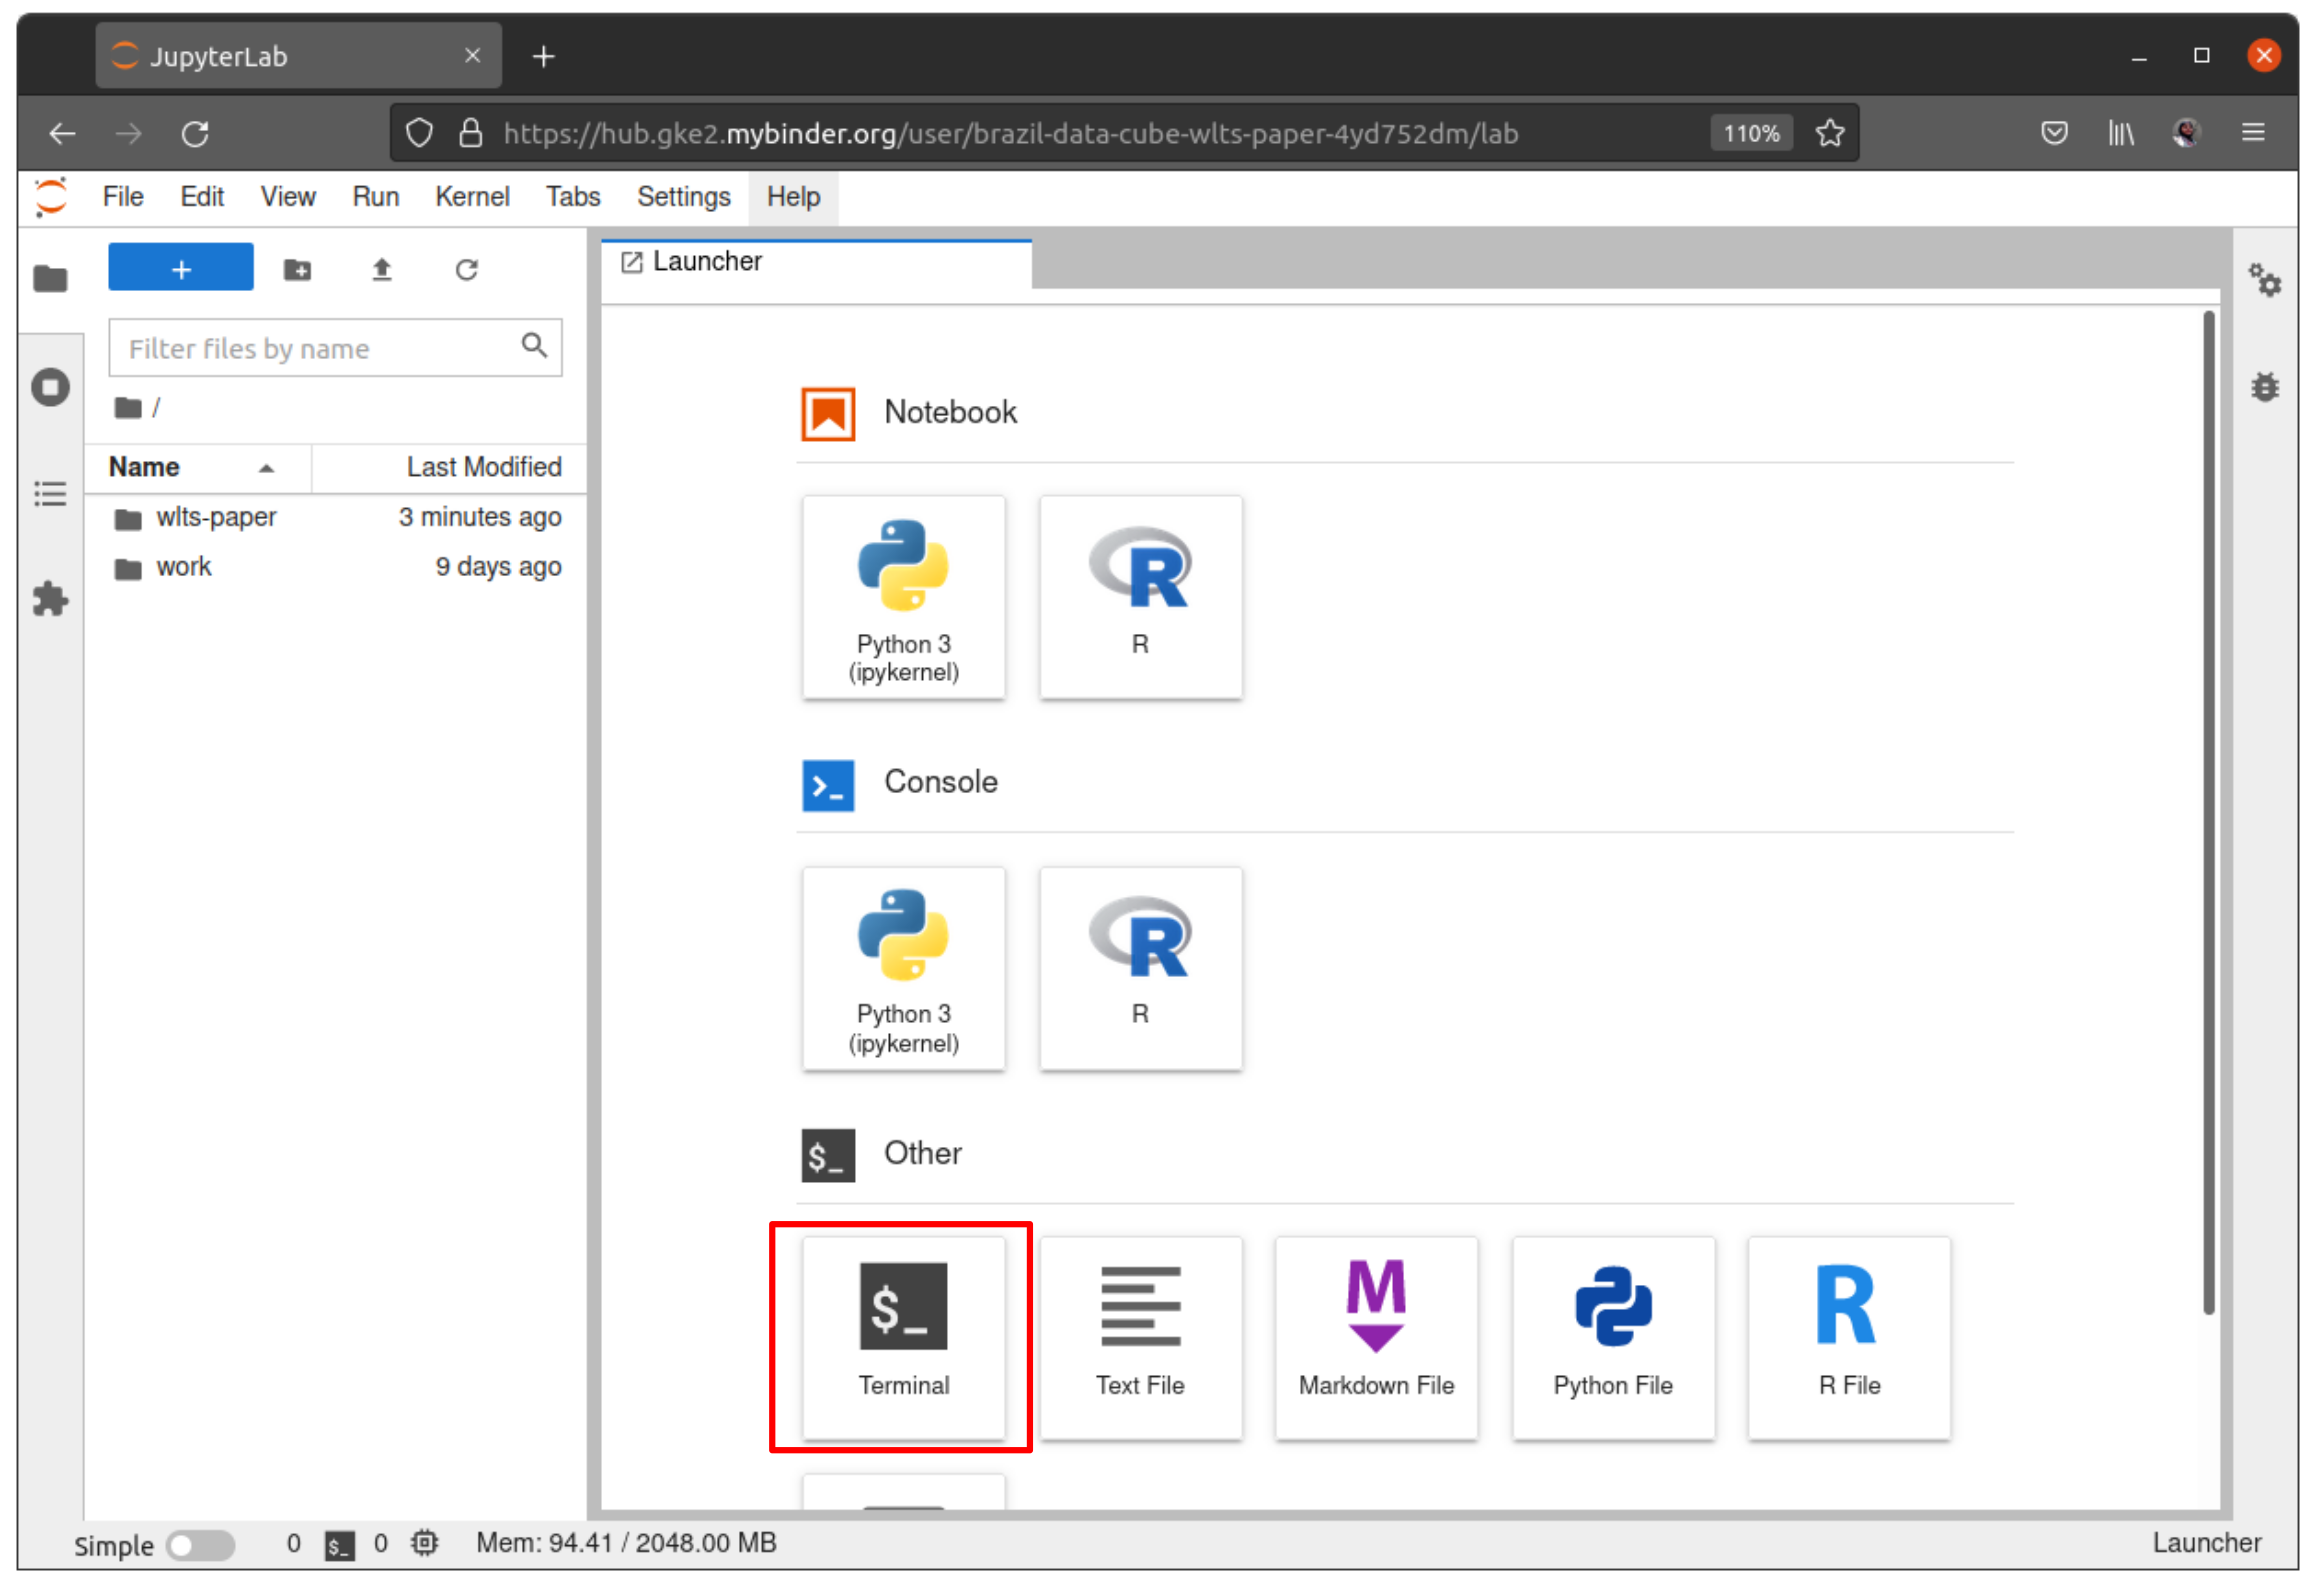 JupyterLab
https://hub.gke2.mybinder.org/user/brazil-data-cube-wlts-paper-4yd752dm/lab 110%
File Edit View Run Kernel Tabs Settings Help
+
Launcher
Filter files by name
/
Name Last Modified
wlts-paper 3 minutes ago
work 9 days ago
Notebook
Python 3
(ipykernel)
R
Console
Python 3
(ipykernel)
R
$_ Other
$_
Terminal
Text File
M
Markdown File
Python File
R
R File
Simple 0 $_ 0 Mem: 94.41 / 2048.00 MB Launcher